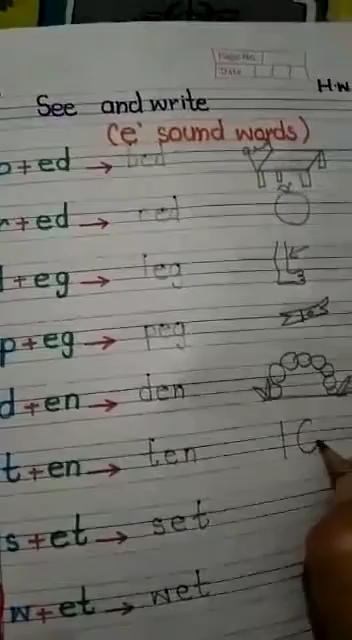 Page No.
Date
H.w
See and write
(e' sound words)
+ed → bed
r+ed → red
l+eg → leg
p+eg → peg
d+en → den
t+en → ten 10
s+et → set
w+et → wet